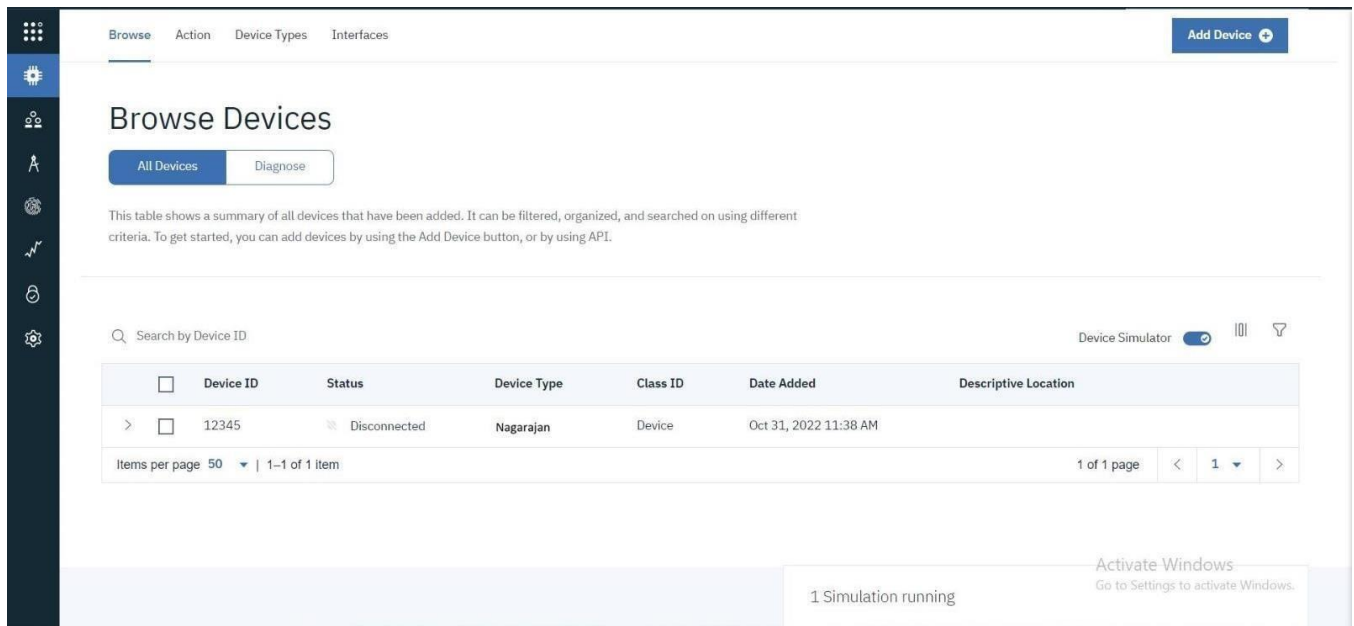 Browse Action Device Types Interfaces Add Device
Browse Devices
All Devices Diagnose
This table shows a summary of all devices that have been added. It can be filtered, organized, and searched on using different
criteria. To get started, you can add devices by using the Add Device button, or by using API.
Search by Device ID Device Simulator
Device ID Status Device Type Class ID Date Added Descriptive Location
12345 Disconnected Nagarajan Device Oct 31, 2022 11:38 AM
Items per page 50 | 1–1 of 1 item 1 of 1 page 1
Activate Windows
Go to Settings to activate Windows.
1 Simulation running